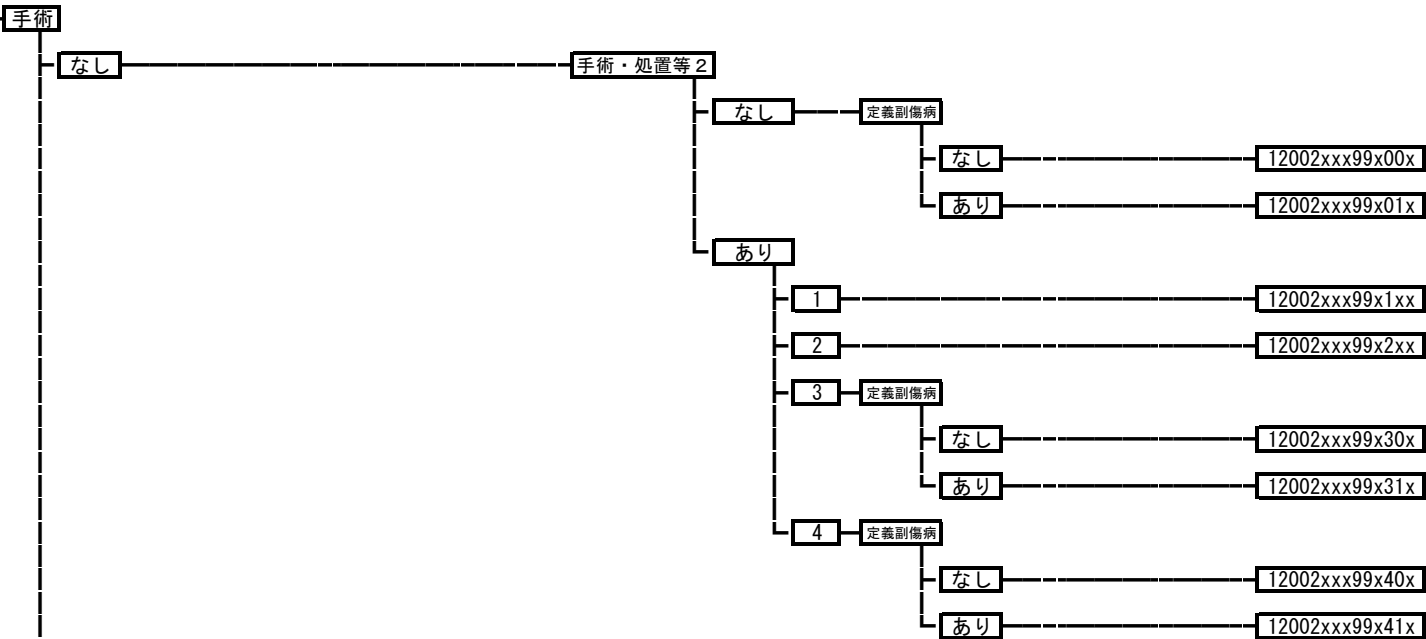 手術
なし 手術・処置等２
なし 定義副傷病
なし 12002xxx99x00x
あり 12002xxx99x01x
あり
1 12002xxx99x1xx
2 12002xxx99x2xx
3 定義副傷病
なし 12002xxx99x30x
あり 12002xxx99x31x
4 定義副傷病
なし 12002xxx99x40x
あり 12002xxx99x41x